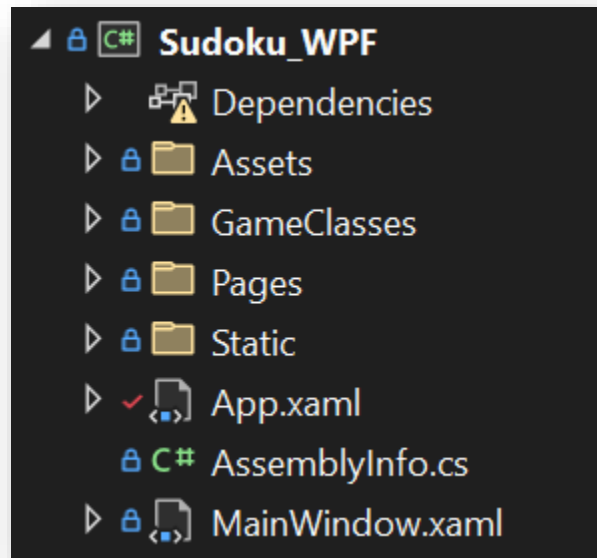 C# Sudoku_WPF
Dependencies
Assets
GameClasses
Pages
Static
App.xaml
C# AssemblyInfo.cs
MainWindow.xaml